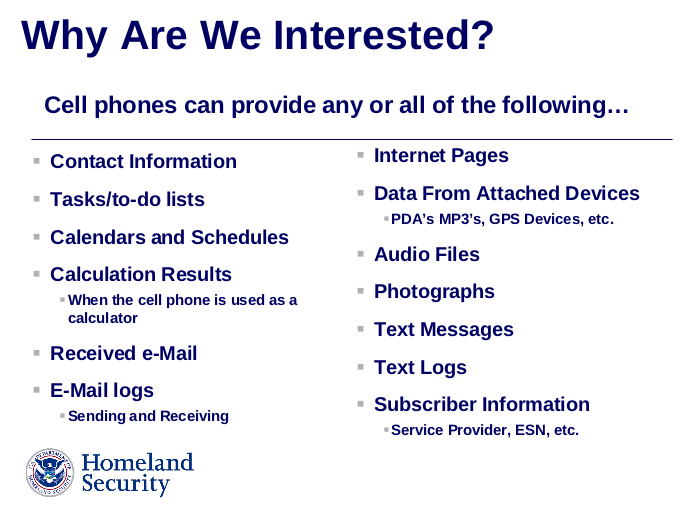 Why Are We Interested?
Cell phones can provide any or all of the following…
Contact Information
Tasks/to-do lists
Calendars and Schedules
Calculation Results
When the cell phone is used as a
calculator
Received e-Mail
E-Mail logs
Sending and Receiving
Internet Pages
Data From Attached Devices
PDA's MP3's, GPS Devices, etc.
Audio Files
Photographs
Text Messages
Text Logs
Subscriber Information
Service Provider, ESN, etc.
Homeland
Security